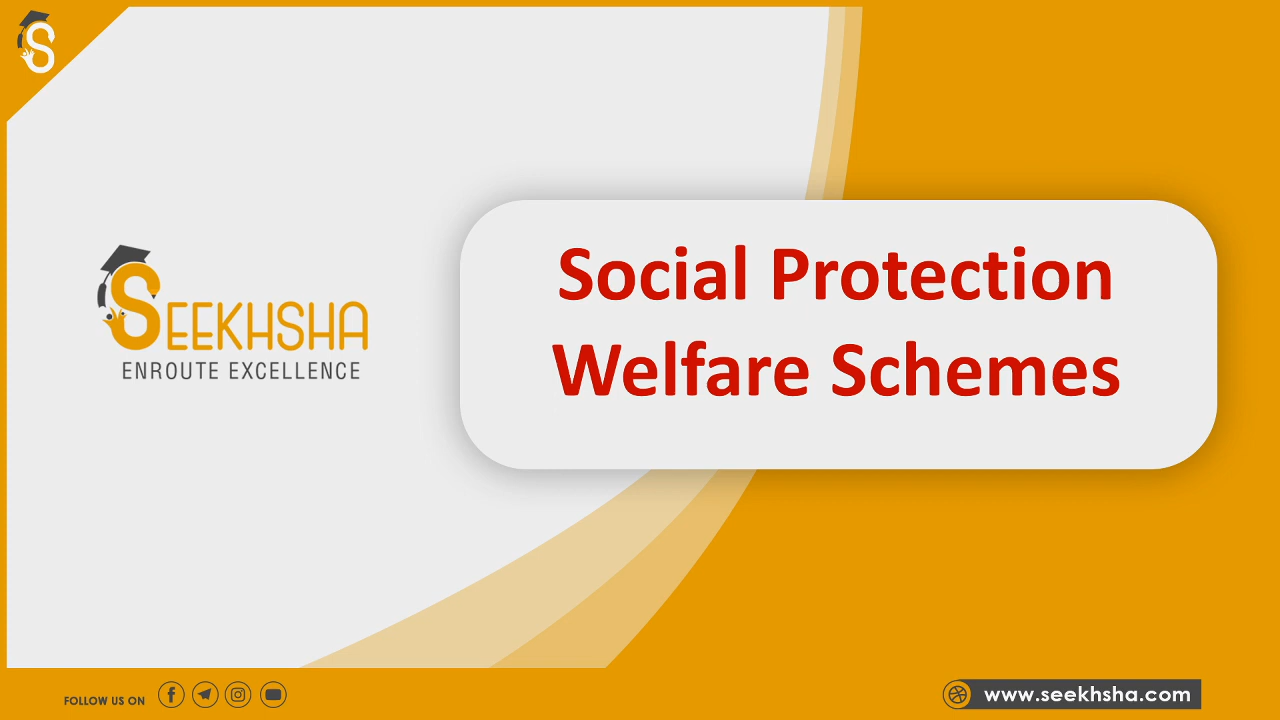 S
SEEKHSHA
ENROUTE EXCELLENCE
Social Protection
Welfare Schemes
FOLLOW US ON
www.seekhsha.com